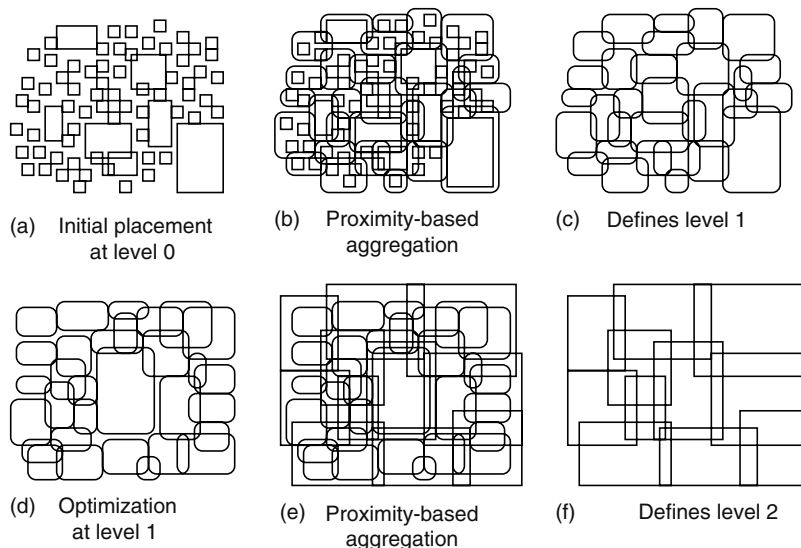 (a) Initial placement
at level 0
(b) Proximity-based
aggregation
(c) Defines level 1
(d) Optimization
at level 1
(e) Proximity-based
aggregation
(f) Defines level 2